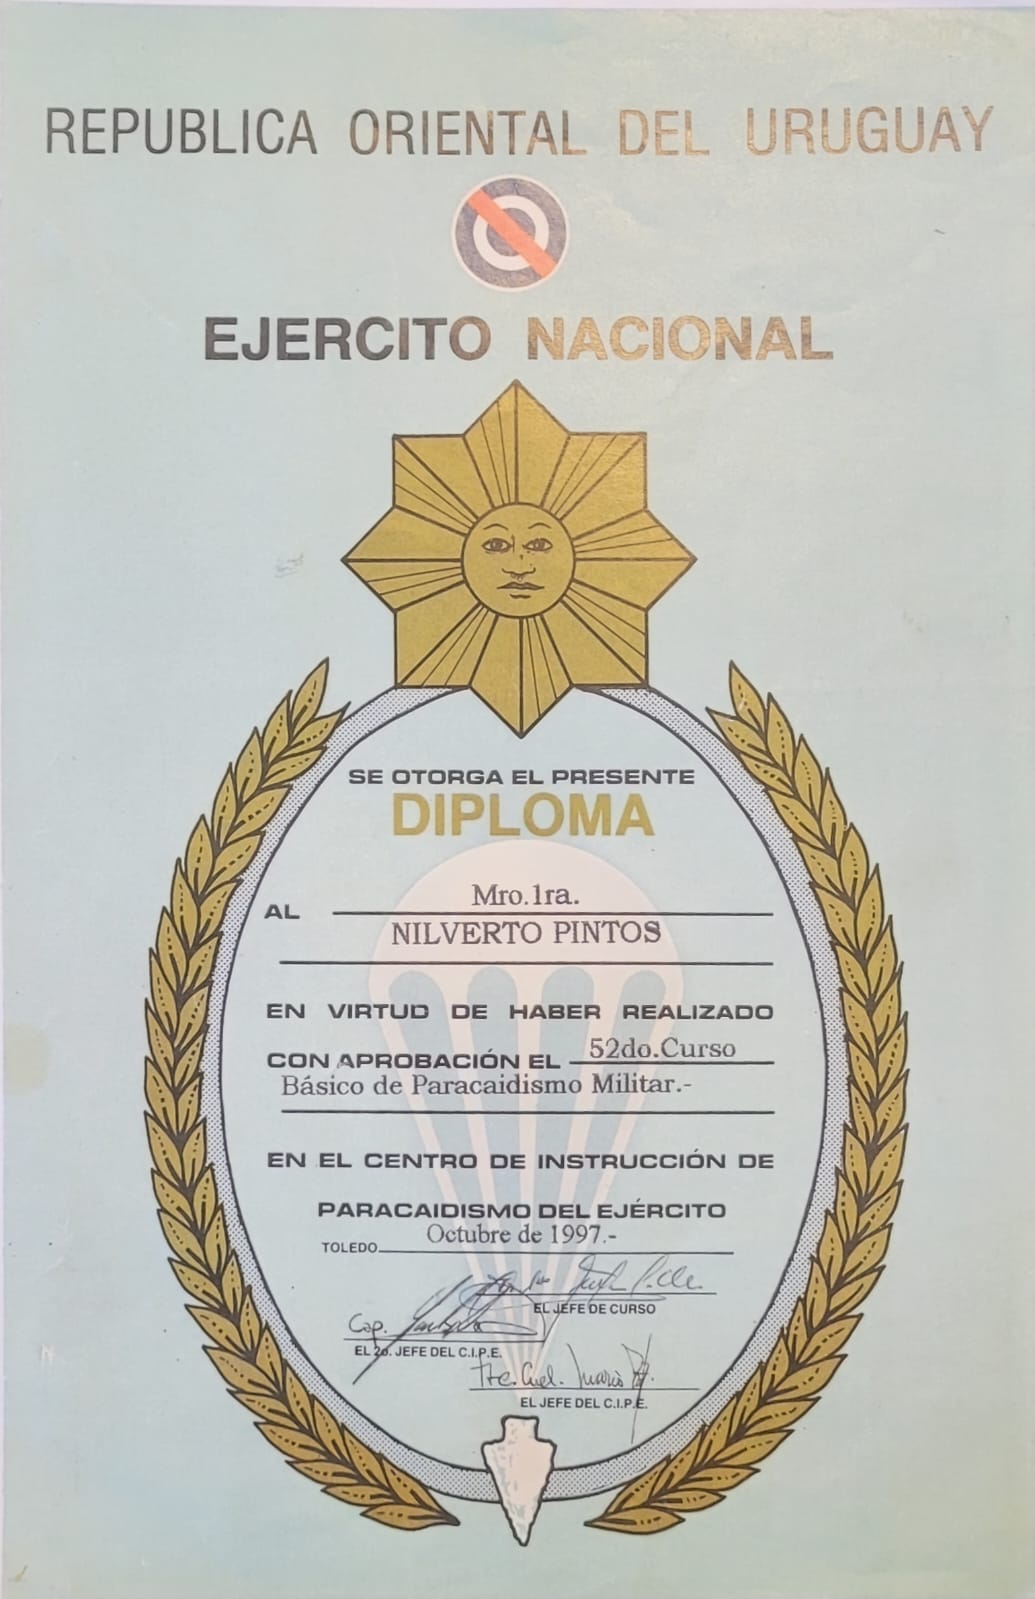 REPUBLICA ORIENTAL DEL URUGUAY
EJERCITO NACIONAL
SE OTORGA EL PRESENTE
DIPLOMA
AL Mro.1ra.
NILVERTO PINTOS
EN VIRTUD DE HABER REALIZADO
CON APROBACIÓN EL 52do.Curso
Básico de Paracaidismo Militar.-
EN EL CENTRO DE INSTRUCCIÓN DE
PARACAIDISMO DEL EJÉRCITO
TOLEDO Octubre de 1997.-
EL JEFE DE CURSO
Cap.
EL 2o. JEFE DEL C.I.P.E.
Tte. Cnel. Mario
EL JEFE DEL C.I.P.E.